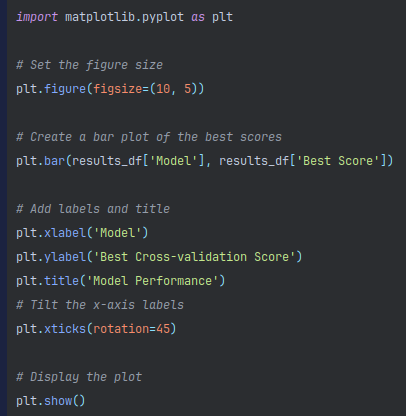 import matplotlib.pyplot as plt
# Set the figure size
plt.figure(figsize=(10, 5))
# Create a bar plot of the best scores
plt.bar(results_df['Model'], results_df['Best Score'])
# Add labels and title
plt.xlabel('Model')
plt.ylabel('Best Cross-validation Score')
plt.title('Model Performance')
# Tilt the x-axis labels
plt.xticks(rotation=45)
# Display the plot
plt.show()